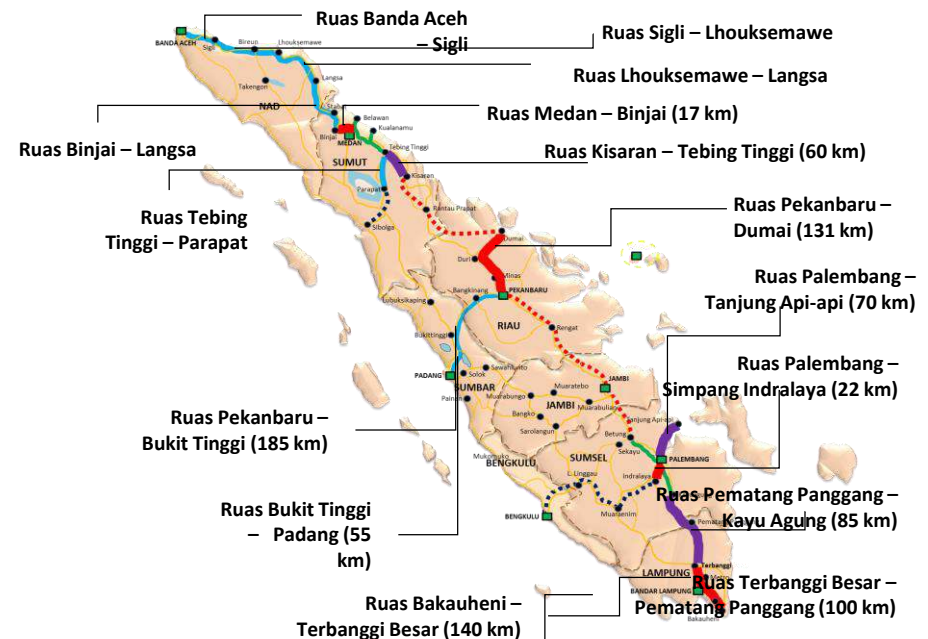 Ruas Banda Aceh
– Sigli
Ruas Sigli – Lhouksemawe
Ruas Lhouksemawe – Langsa
Ruas Medan – Binjai (17 km)
Ruas Binjai – Langsa
Ruas Kisaran – Tebing Tinggi (60 km)
Ruas Tebing
Tinggi – Parapat
Ruas Pekanbaru –
Dumai (131 km)
Ruas Palembang –
Tanjung Api-api (70 km)
Ruas Palembang –
Simpang Indralaya (22 km)
Ruas Pekanbaru –
Bukit Tinggi (185 km)
Ruas Bukit Tinggi
– Padang (55
km)
Ruas Pematang Panggang –
Kayu Agung (85 km)
Ruas Terbanggi Besar –
Pematang Panggang (100 km)
Ruas Bakauheni –
Terbanggi Besar (140 km)
BANDA ACEH
Sigli
Bireun
Lhouksemawe
Takengon
Langsa
NAD
Belawan
Kualanamu
Binjai
MEDAN
Tebing Tinggi
SUMUT
Kisaran
Parapat
Rantau Prapat
Sibolga
Dumai
Duri
Minas
Bangkinang
PEKANBARU
Lubuksikaping
RIAU
Bukittinggi
Rengat
PADANG
Solok
Sawahlunto
SUMBAR
Painan
JAMBI
Muaratebo
Muarabungo
JAMBI
Muarabulian
Bangko
Sarolangun
Tanjung Api-api
Betung
Sekayu
PALEMBANG
Mukomuko
BENGKULU
SUMSEL
L. Unggau
Indralaya
BENGKULU
Muaraenim
Terbanggi
LAMPUNG
BANDAR LAMPUNG
Bakauheni